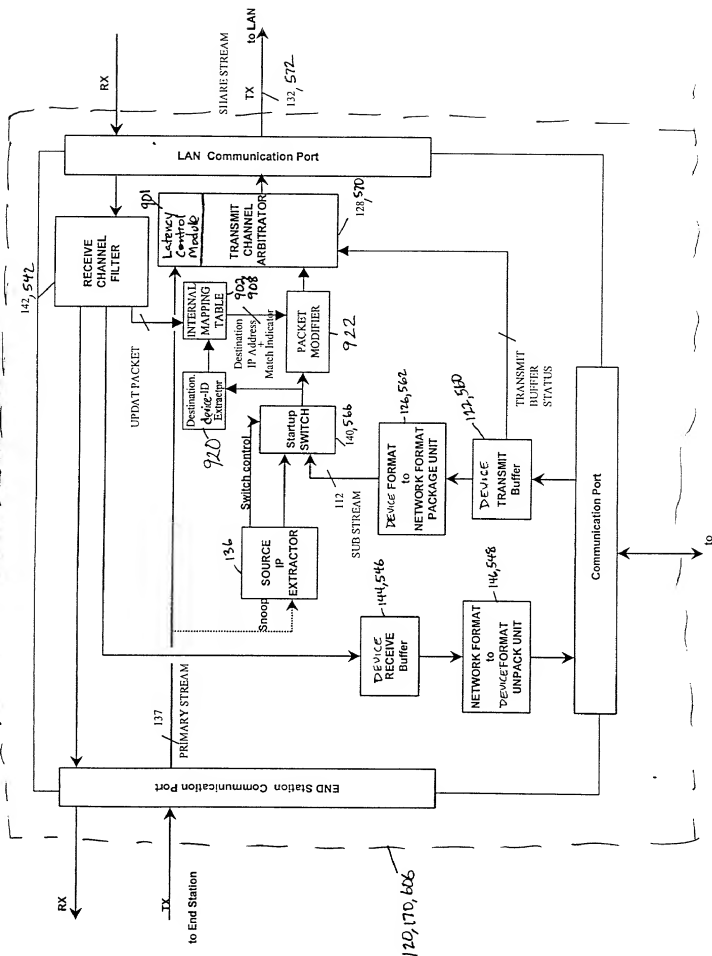 RX
TX
to End Station
END Station Communication Port
120,170,606
137
PRIMARY STREAM
142, 542
RECEIVE
CHANNEL
FILTER
UPDAT PACKET
RX
SHARE STREAM
TX
to LAN
132, 572
LAN Communication Port
901
Latency
Control
Module
TRANSMIT
CHANNEL
ARBITRATOR
128, 570
INTERNAL
MAPPING
TABLE
902
908
Destination
IP Address
+
Match Indicator
Destination
device-ID
Extractpr
920
PACKET
MODIFIER
922
Switch control
Startup
SWITCH
140, 566
136
SOURCE
IP
EXTRACTOR
Snoop
112
SUB STREAM
DEVICE FORMAT
to
NETWORK FORMAT
PACKAGE UNIT
126, 562
DEVICE
TRANSMIT
Buffer
TRANSMIT
BUFFER
STATUS
DEVICE
RECEIVE
Buffer
144, 546
NETWORK FORMAT
to
DEVICE FORMAT
UNPACK UNIT
146, 548
Communication Port
to